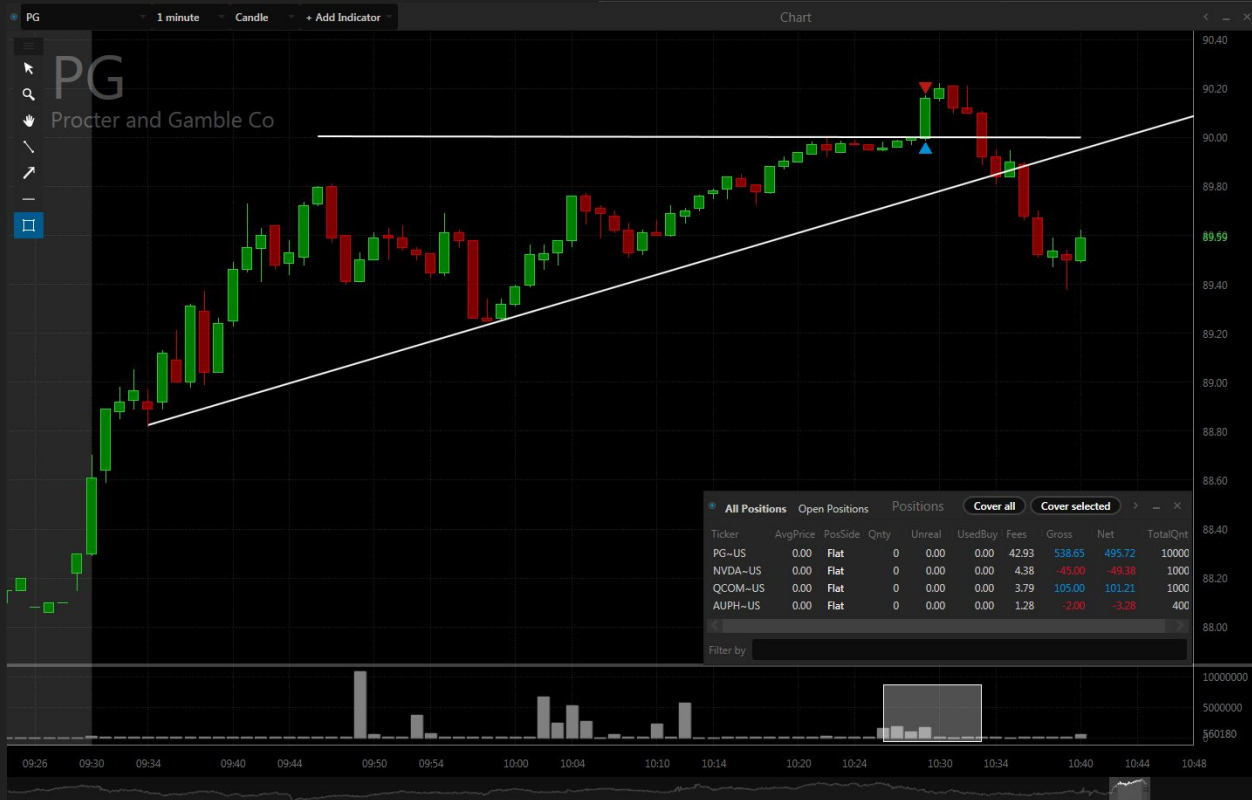 PG 1 minute Candle + Add Indicator Chart
PG
Procter and Gamble Co
90.40
90.20
90.00
89.80
89.59
89.40
89.20
89.00
88.80
88.60
88.40
88.20
88.00
All Positions Open Positions Positions Cover all Cover selected
Ticker AvgPrice PosSide Qnty Unreal UsedBuy Fees Gross Net TotalQnt
PG~US 0.00 Flat 0 0.00 0.00 42.93 538.65 495.72 10000
NVDA~US 0.00 Flat 0 0.00 0.00 4.38 -45.00 -49.38 1000
QCOM~US 0.00 Flat 0 0.00 0.00 3.79 105.00 101.21 1000
AUPH~US 0.00 Flat 0 0.00 0.00 1.28 -2.00 -3.28 400
Filter by
10000000
5000000
560180
09:26 09:30 09:34 09:40 09:44 09:50 09:54 10:00 10:04 10:10 10:14 10:20 10:24 10:30 10:34 10:40 10:44 10:48